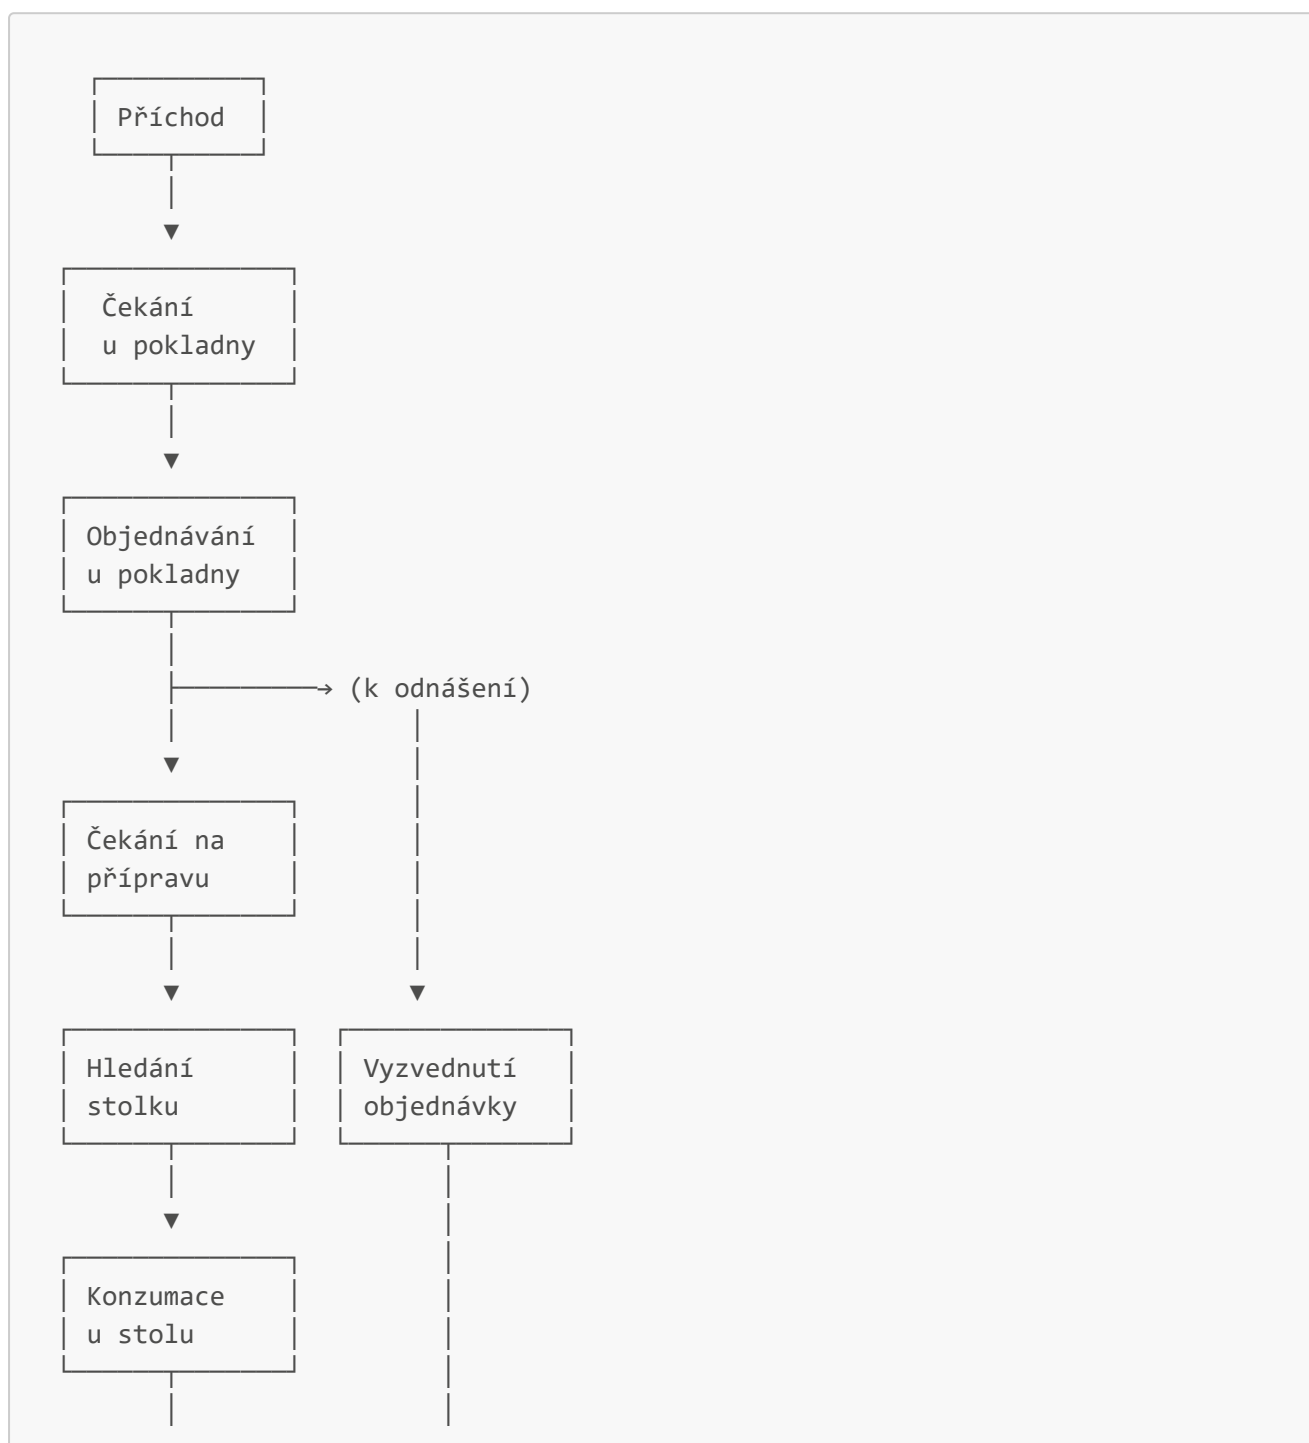 Příchod
Čekání
u pokladny
Objednávání
u pokladny
(k odnášení)
Čekání na
přípravu
Hledání
stolku
Vyzvednutí
objednávky
Konzumace
u stolu